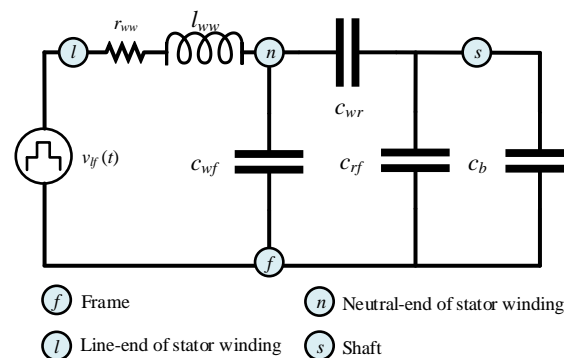 r_ww
l_ww
l
n
s
c_wr
v_lf(t)
c_wf
c_rf
c_b
f
f Frame
n Neutral-end of stator winding
l Line-end of stator winding
s Shaft